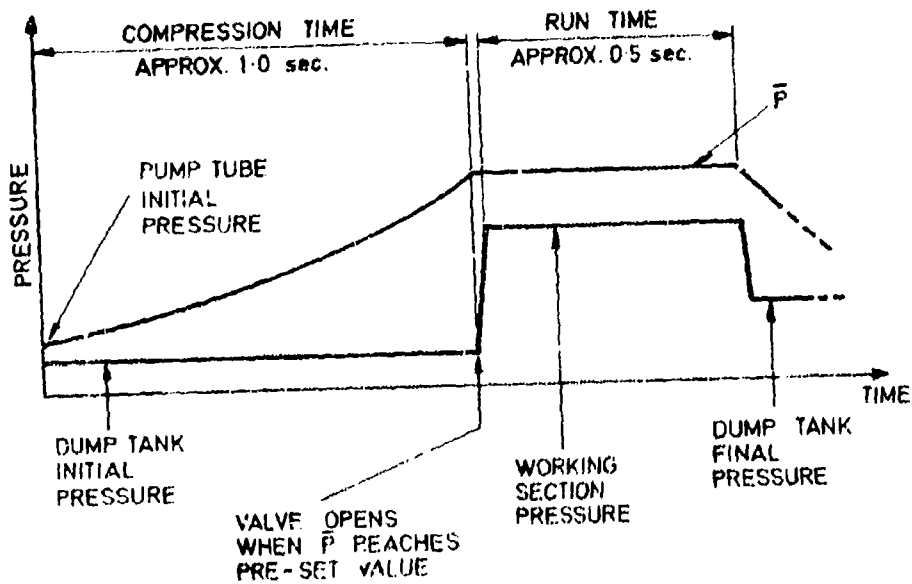 COMPRESSION TIME
APPROX. 1·0 sec.
RUN TIME
APPROX. 0·5 sec.
P̅
PUMP TUBE
INITIAL
PRESSURE
PRESSURE
TIME
DUMP TANK
INITIAL
PRESSURE
VALVE OPENS
WHEN P̅ REACHES
PRE-SET VALUE
WORKING
SECTION
PRESSURE
DUMP TANK
FINAL
PRESSURE